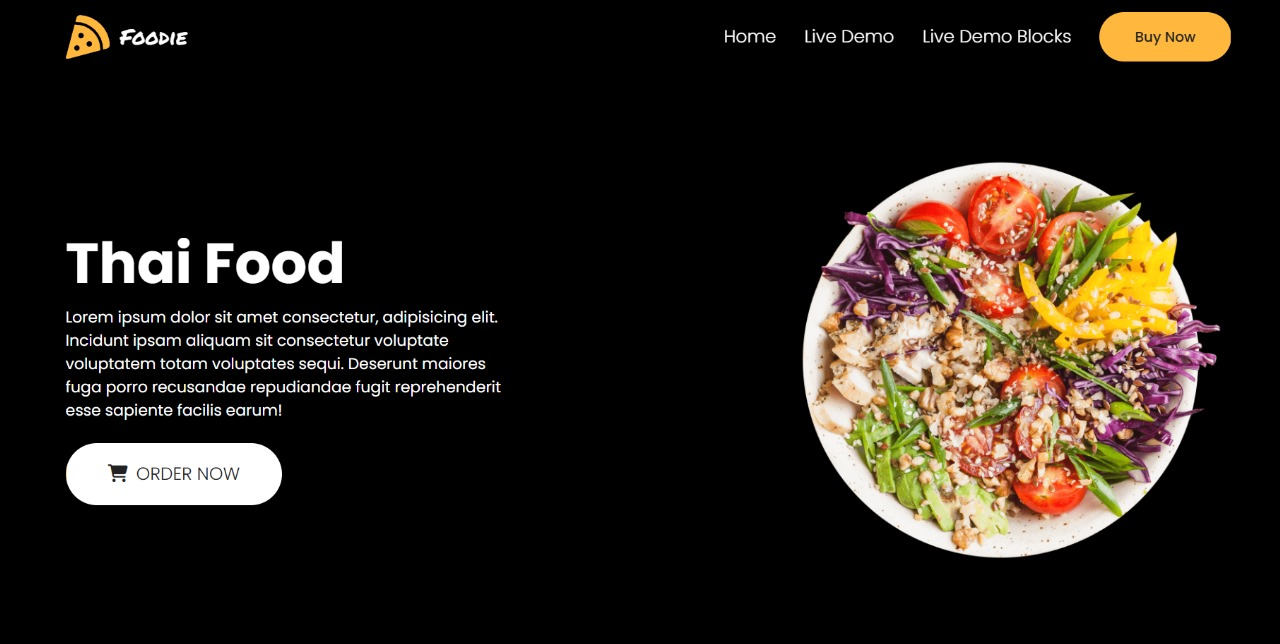 Foodie
Home
Live Demo
Live Demo Blocks
Buy Now
Thai Food
Lorem ipsum dolor sit amet consectetur, adipisicing elit.
Incidunt ipsam aliquam sit consectetur voluptate
voluptatem totam voluptates sequi. Deserunt maiores
fuga porro recusandae repudiandae fugit reprehenderit
esse sapiente facilis earum!
ORDER NOW